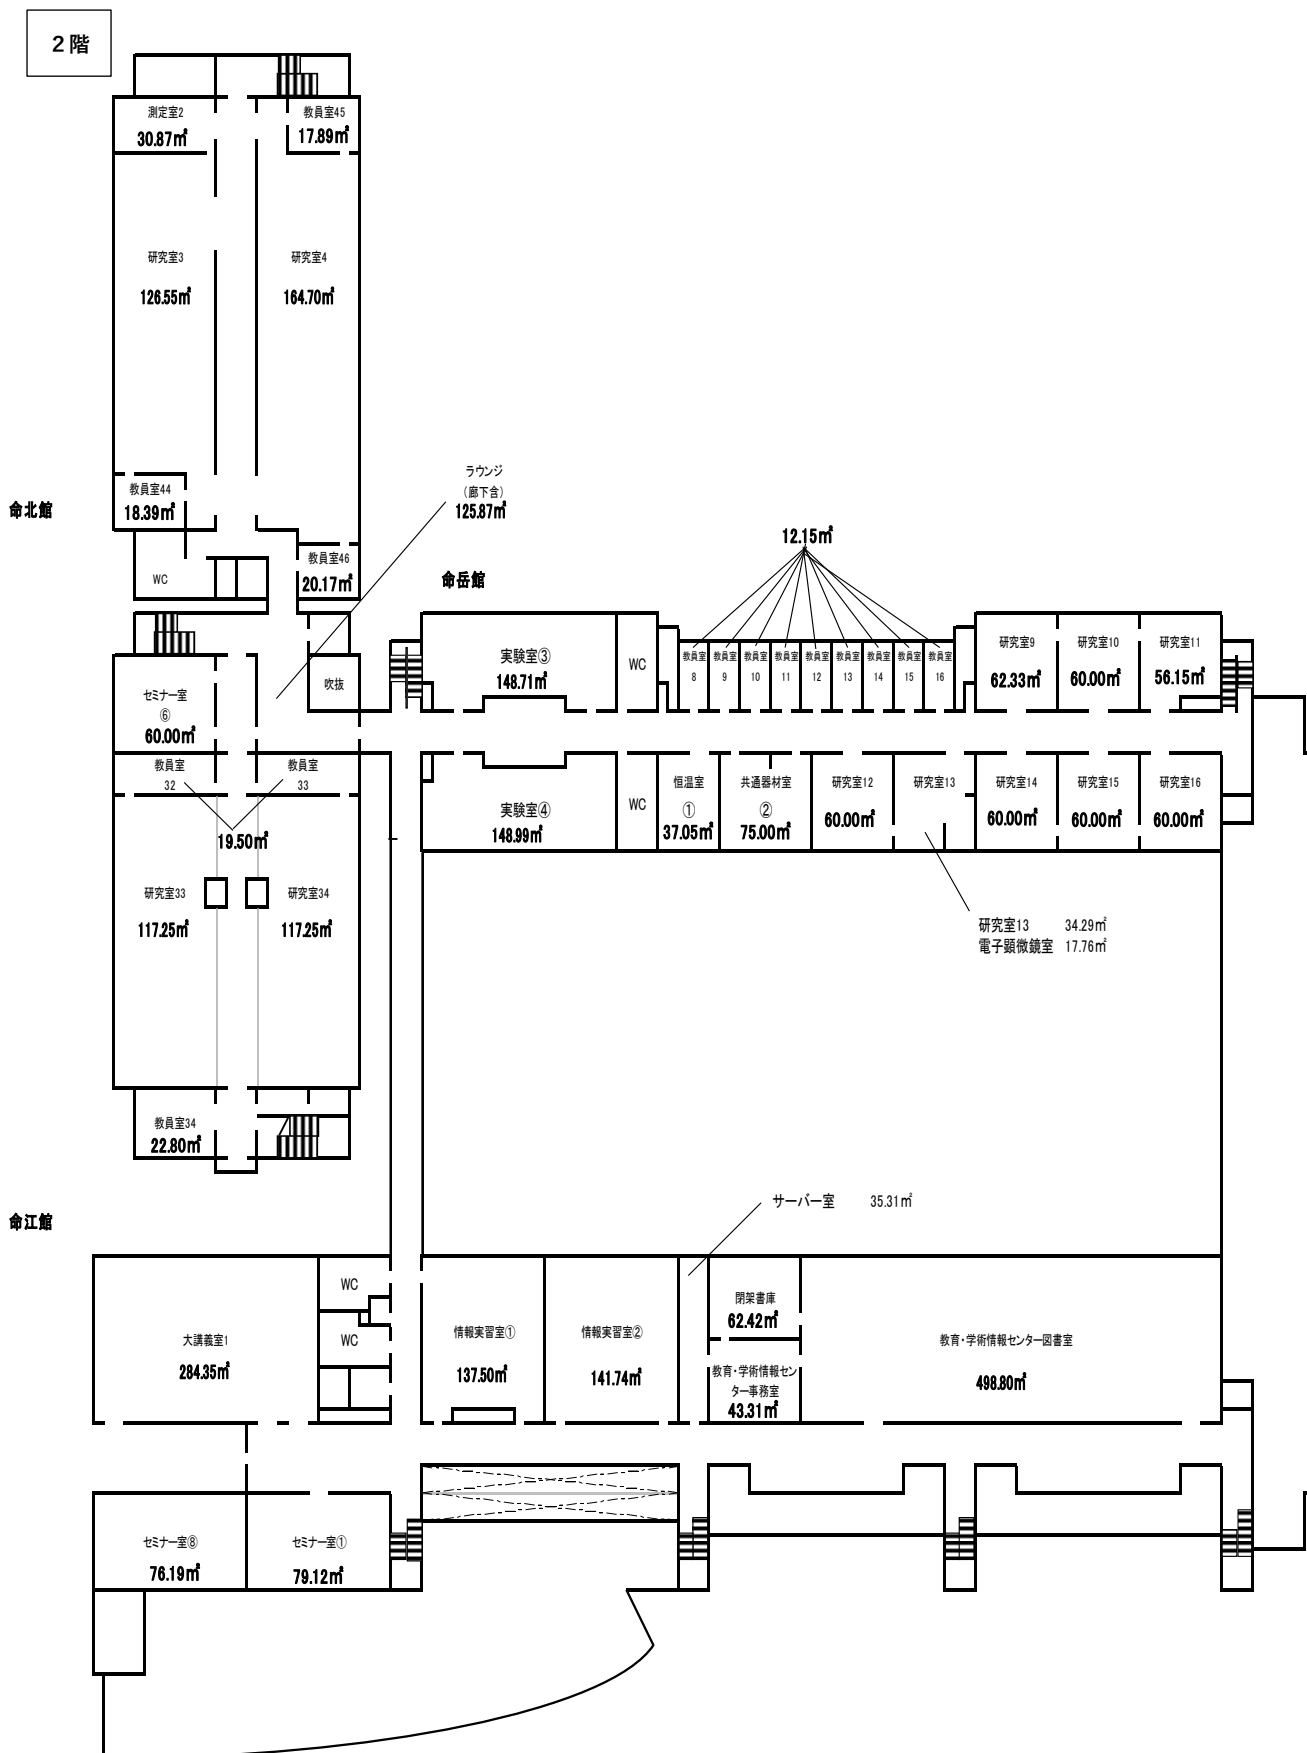 2階
測定室2
30.87㎡
教員室45
17.89㎡
研究室3
126.55㎡
研究室4
164.70㎡
教員室44
18.39㎡
命北館
WC
教員室46
20.17㎡
ラウンジ
（廊下含）
125.87㎡
命岳館
12.15㎡
実験室③
148.71㎡
WC
教員室
8
教員室
9
教員室
10
教員室
11
教員室
12
教員室
13
教員室
14
教員室
15
教員室
16
研究室9
62.33㎡
研究室10
60.00㎡
研究室11
56.15㎡
吹抜
セミナー室
⑥
60.00㎡
教員室
32
教員室
33
19.50㎡
実験室④
148.99㎡
WC
恒温室
①
37.05㎡
共通器材室
②
75.00㎡
研究室12
60.00㎡
研究室13
研究室14
60.00㎡
研究室15
60.00㎡
研究室16
60.00㎡
研究室33
117.25㎡
研究室34
117.25㎡
研究室13 34.29㎡
電子顕微鏡室 17.76㎡
教員室34
22.80㎡
命江館
サーバー室 35.31㎡
WC
WC
大講義室1
284.35㎡
情報実習室①
137.50㎡
情報実習室②
141.74㎡
閉架書庫
62.42㎡
教育・学術情報セン
ター事務室
43.31㎡
教育・学術情報センター図書室
498.80㎡
セミナー室⑧
76.19㎡
セミナー室①
79.12㎡